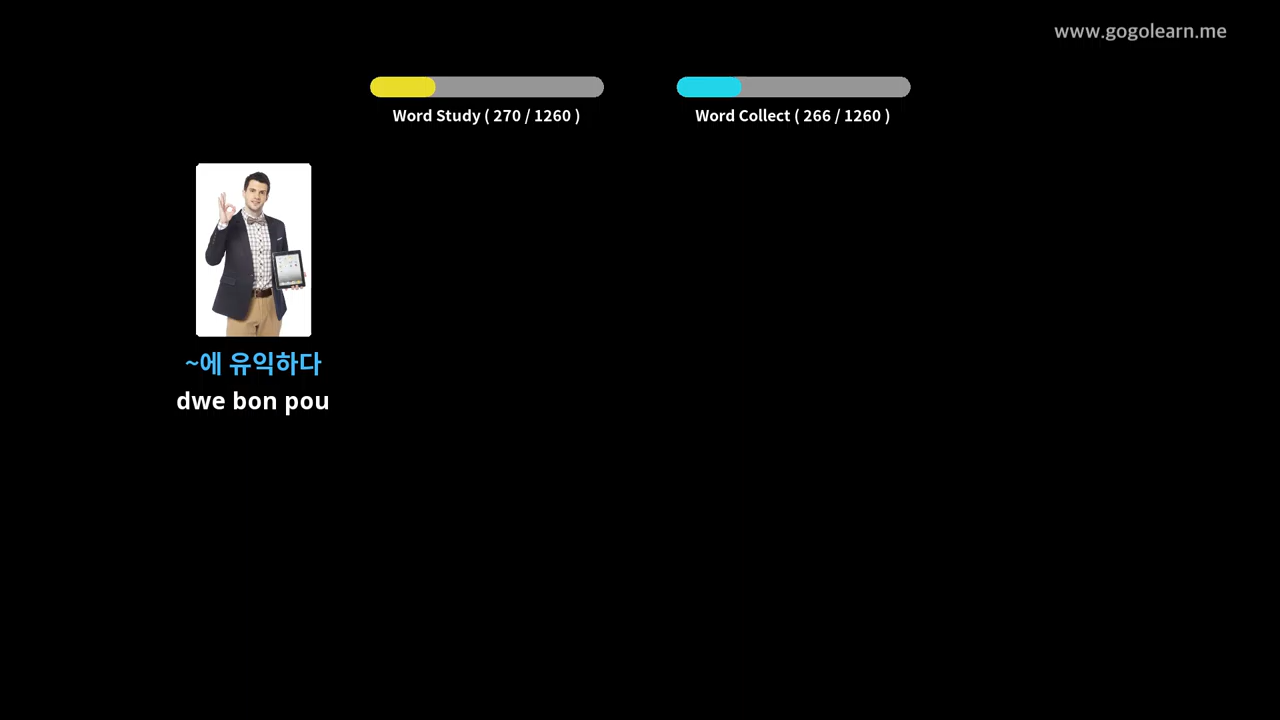 www.gogolearn.me
Word Study ( 270 / 1260 )
Word Collect ( 266 / 1260 )
~에 유익하다
dwe bon pou